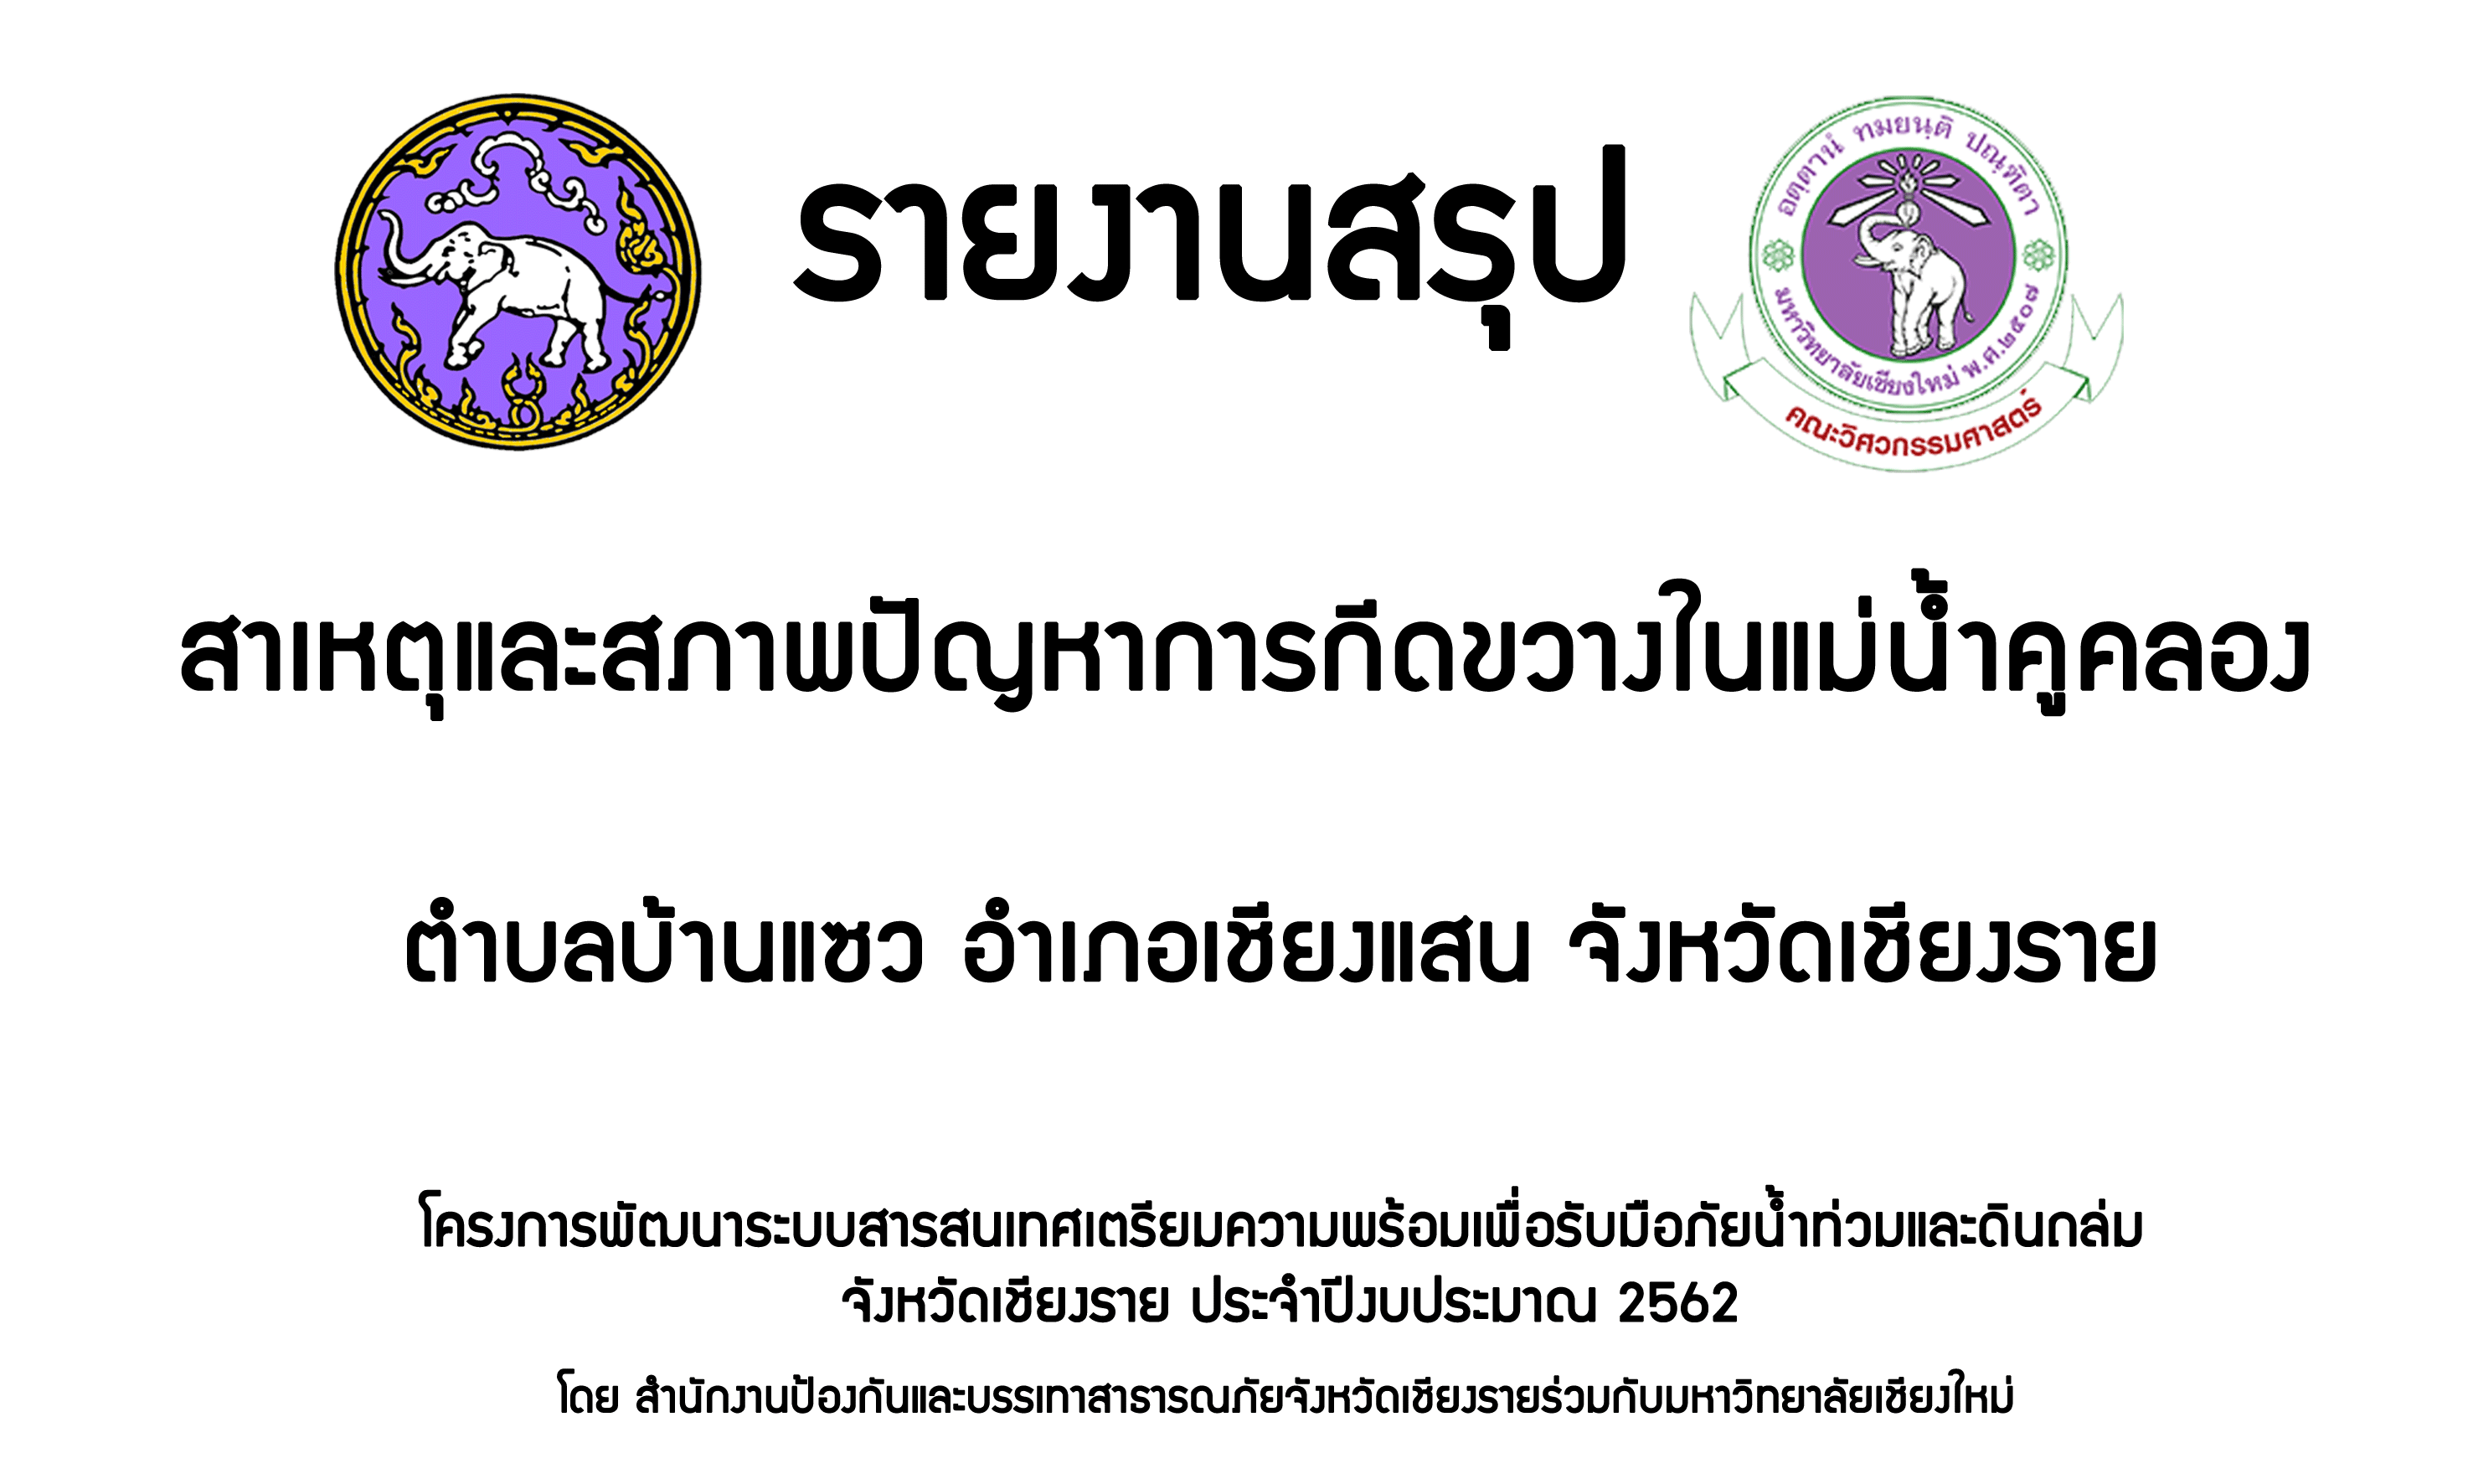 รายงานสรุป
อตฺตานํ ทมยนฺติ ปณฺฑิตา
มหาวิทยาลัยเชียงใหม่ พ.ศ.๒๕๐๗
คณะวิศวกรรมศาสตร์
สาเหตุและสภาพปัญหาการกีดขวางในแม่น้ำคูคลอง
ตำบลบ้านแซว อำเภอเชียงแสน จังหวัดเชียงราย
โครงการพัฒนาระบบสารสนเทศเตรียมความพร้อมเพื่อรับมือภัยน้ำท่วมและดินถล่ม
จังหวัดเชียงราย ประจำปีงบประมาณ 2562
โดย สำนักงานป้องกันและบรรเทาสาธารณภัยจังหวัดเชียงรายร่วมกับมหาวิทยาลัยเชียงใหม่